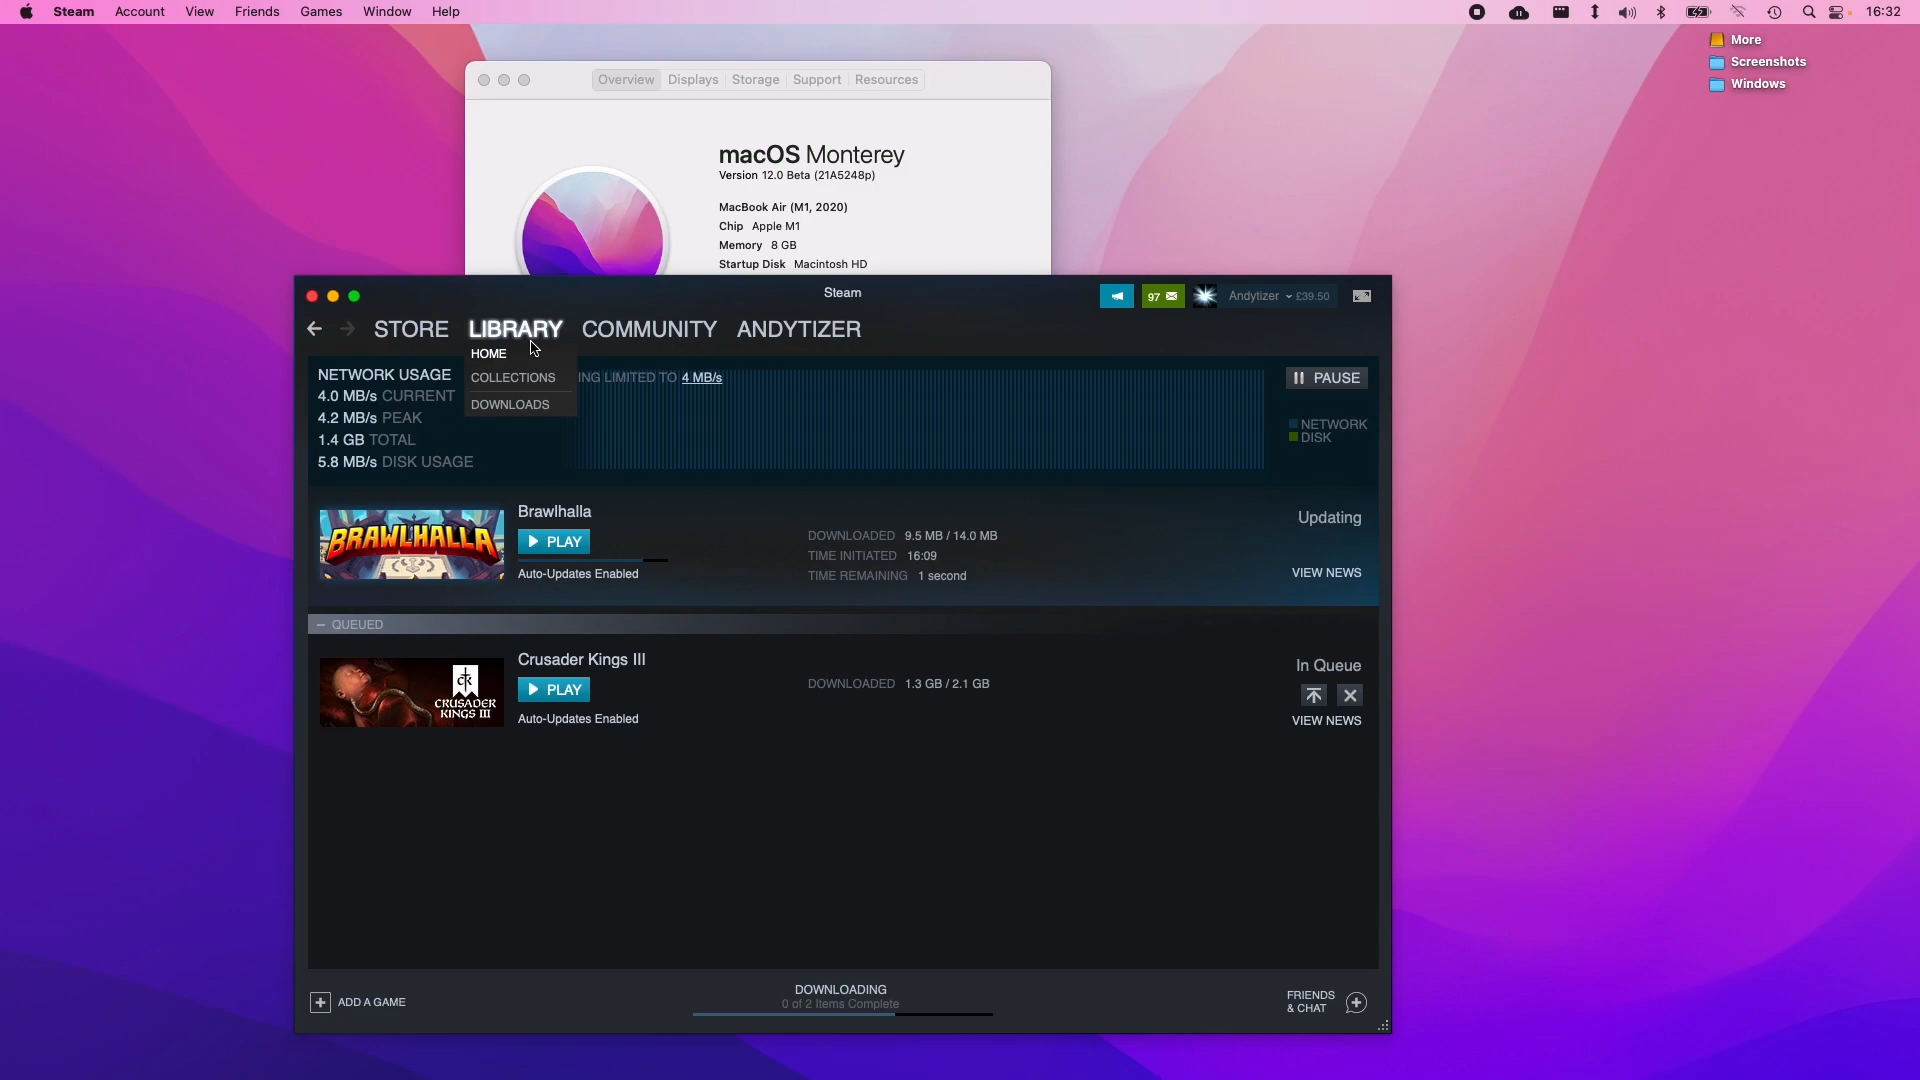 Steam Account View Friends Games Window Help 16:32
More
Screenshots
Windows
Overview Displays Storage Support Resources
macOS Monterey
Version 12.0 Beta (21A5248p)
MacBook Air (M1, 2020)
Chip Apple M1
Memory 8 GB
Startup Disk Macintosh HD
Steam
97 Andytizer £39.50
STORE LIBRARY COMMUNITY ANDYTIZER
HOME
COLLECTIONS
DOWNLOADS
NETWORK USAGE
ING LIMITED TO 4 MB/s
PAUSE
4.0 MB/s CURRENT
4.2 MB/s PEAK
1.4 GB TOTAL
5.8 MB/s DISK USAGE
NETWORK
DISK
Brawlhalla
BRAWLHALLA
PLAY
Auto-Updates Enabled
DOWNLOADED 9.5 MB / 14.0 MB
TIME INITIATED 16:09
TIME REMAINING 1 second
Updating
VIEW NEWS
QUEUED
Crusader Kings III
CK
CRUSADER
KINGS III
PLAY
Auto-Updates Enabled
DOWNLOADED 1.3 GB / 2.1 GB
In Queue
VIEW NEWS
ADD A GAME
DOWNLOADING
0 of 2 Items Complete
FRIENDS
& CHAT